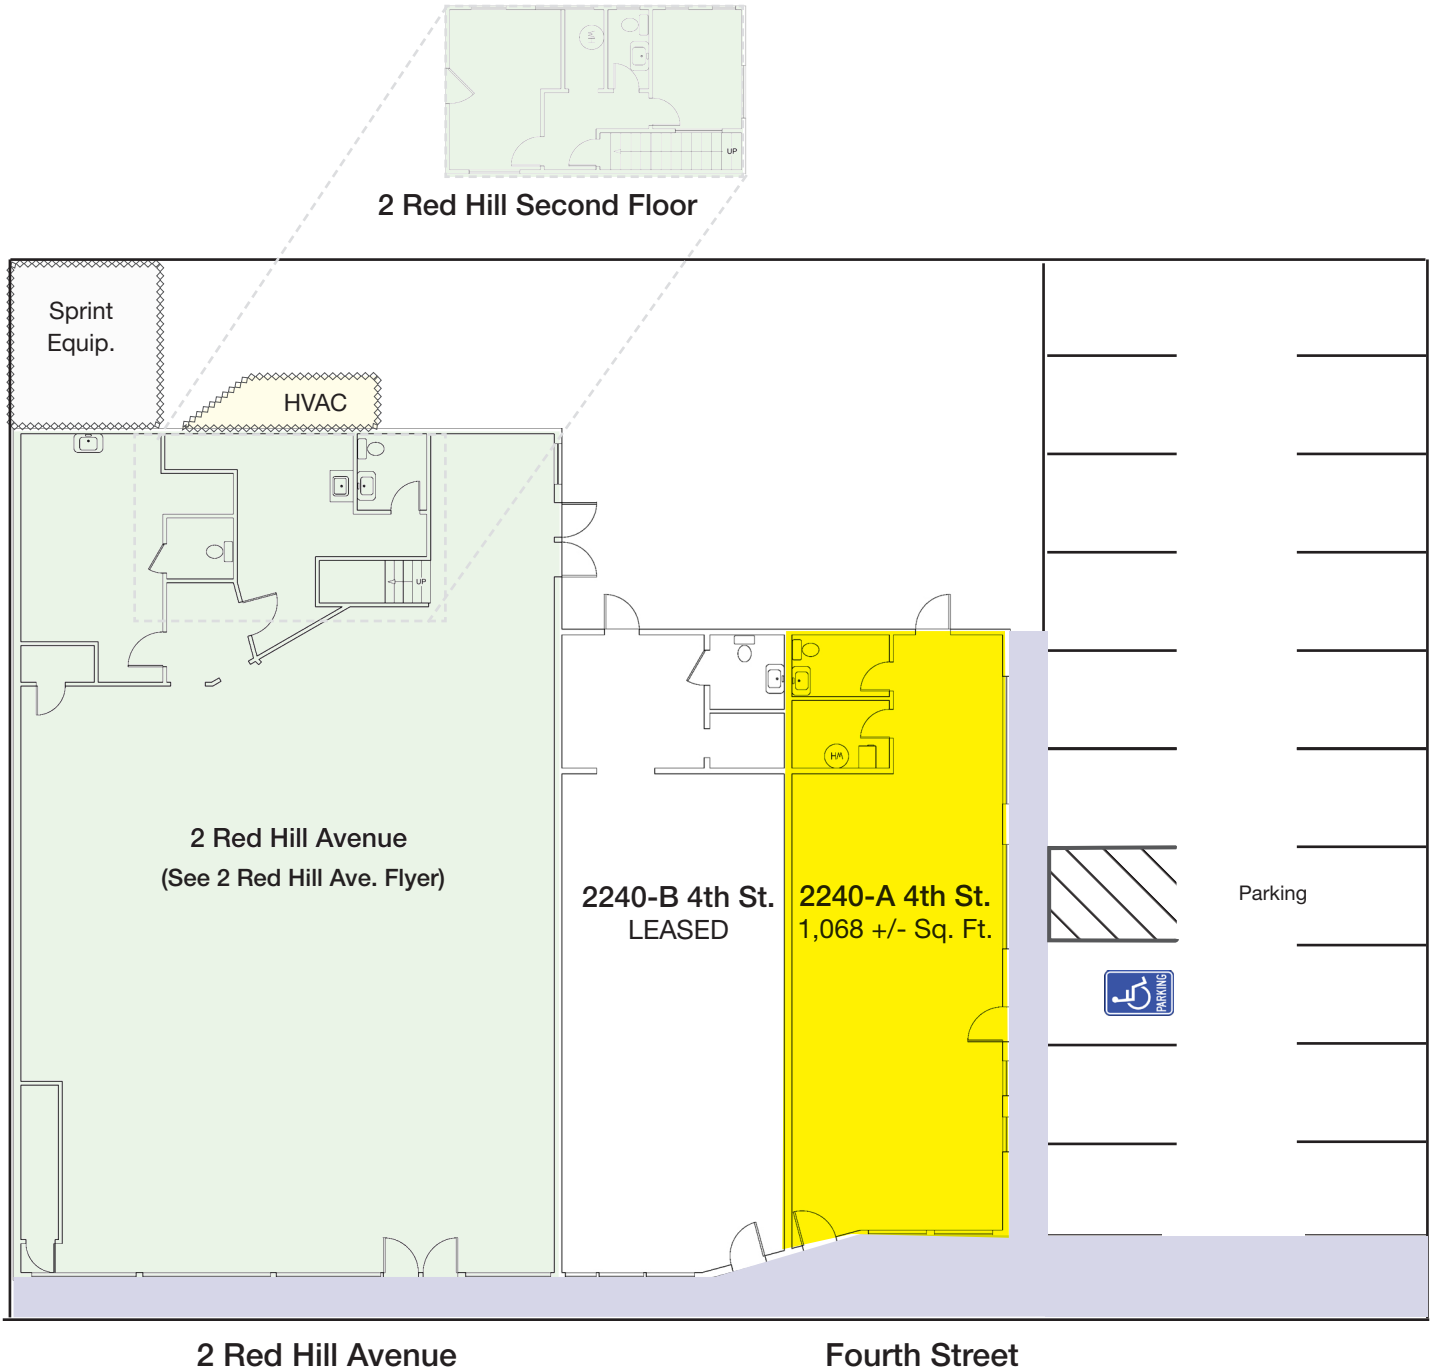 WH
UP
2 Red Hill Second Floor
Sprint
Equip.
HVAC
UP
WH
2 Red Hill Avenue
(See 2 Red Hill Ave. Flyer)
2240-B 4th St.
LEASED
2240-A 4th St.
1,068 +/- Sq. Ft.
Parking
PARKING
2 Red Hill Avenue
Fourth Street